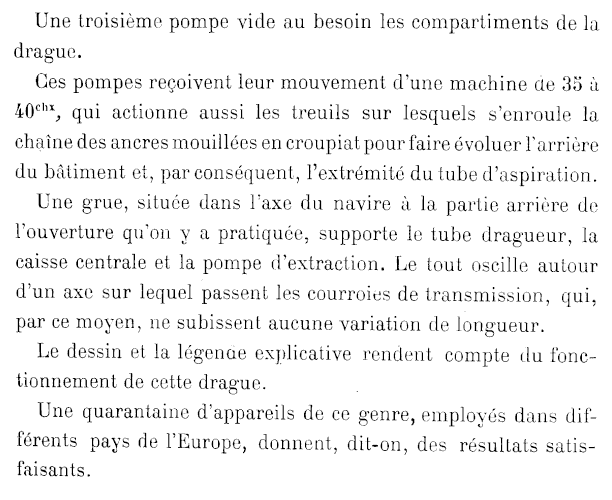 Une troisième pompe vide au besoin les compartiments de la
drague.
Ces pompes reçoivent leur mouvement d'une machine de 35 à
40chx, qui actionne aussi les treuils sur lesquels s'enroule la
chaîne des ancres mouillées en croupiat pour faire évoluer l'arrière
du bâtiment et, par conséquent, l'extrémité du tube d'aspiration.
Une grue, située dans l'axe du navire à la partie arrière de
l'ouverture qu'on y a pratiquée, supporte le tube dragueur, la
caisse centrale et la pompe d'extraction. Le tout oscille autour
d'un axe sur lequel passent les courroies de transmission, qui,
par ce moyen, ne subissent aucune variation de longueur.
Le dessin et la légende explicative rendent compte du fonc-
tionnement de cette drague.
Une quarantaine d'appareils de ce genre, employés dans dif-
férents pays de l'Europe, donnent, dit-on, des résultats satis-
faisants.